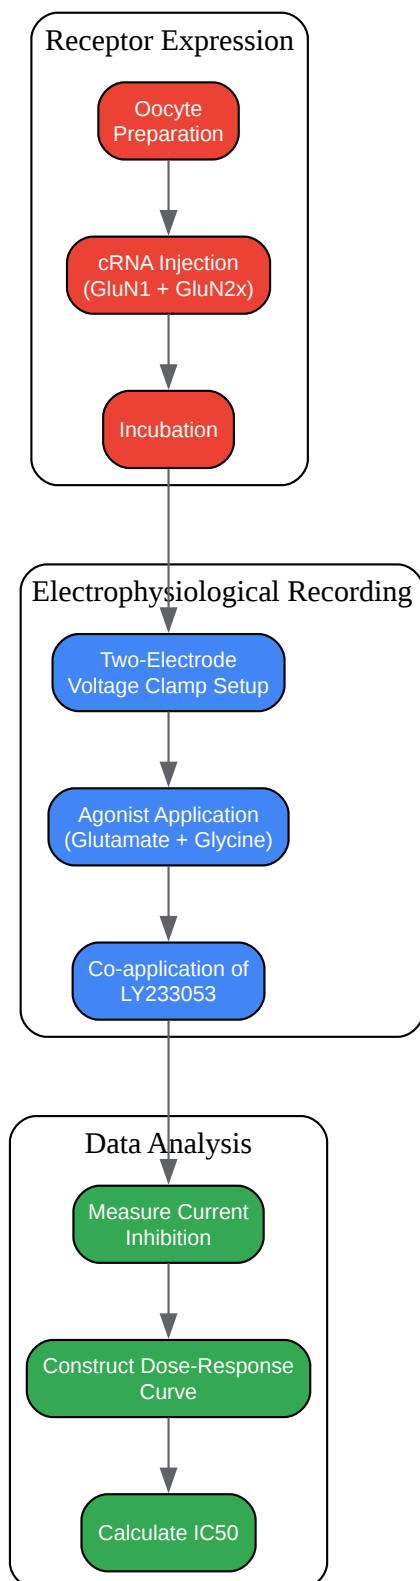 Receptor Expression
Oocyte
Preparation
cRNA Injection
(GluN1 + GluN2x)
Incubation
Electrophysiological Recording
Two-Electrode
Voltage Clamp Setup
Agonist Application
(Glutamate + Glycine)
Co-application of
LY233053
Data Analysis
Measure Current
Inhibition
Construct Dose-Response
Curve
Calculate IC50